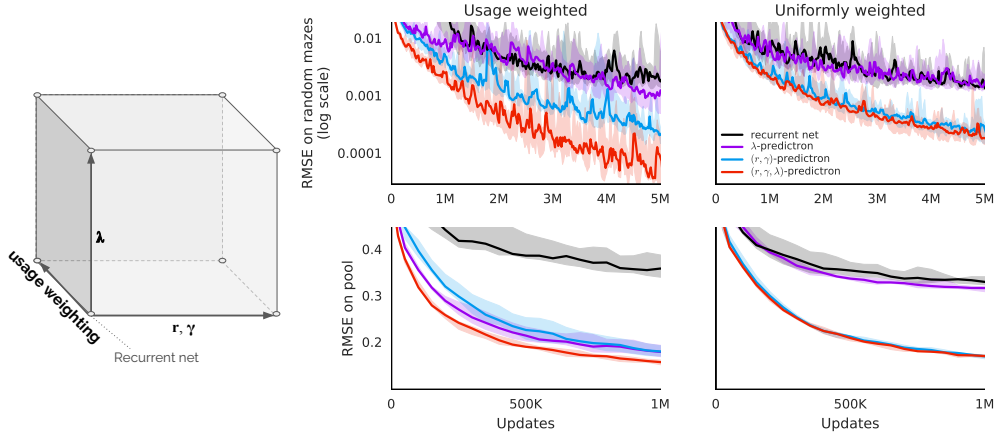 Usage weighted
Uniformly weighted
RMSE on random mazes
(log scale)
0.01
0.001
0.0001
1M
2M
3M
4M
5M
1M
2M
3M
4M
5M
recurrent net
λ-predictron
(r, γ)-predictron
(r, γ, λ)-predictron
λ
usage weighting
r, γ
Recurrent net
RMSE on pool
0.4
0.3
0.2
0
500K
1M
0
500K
1M
Updates
Updates